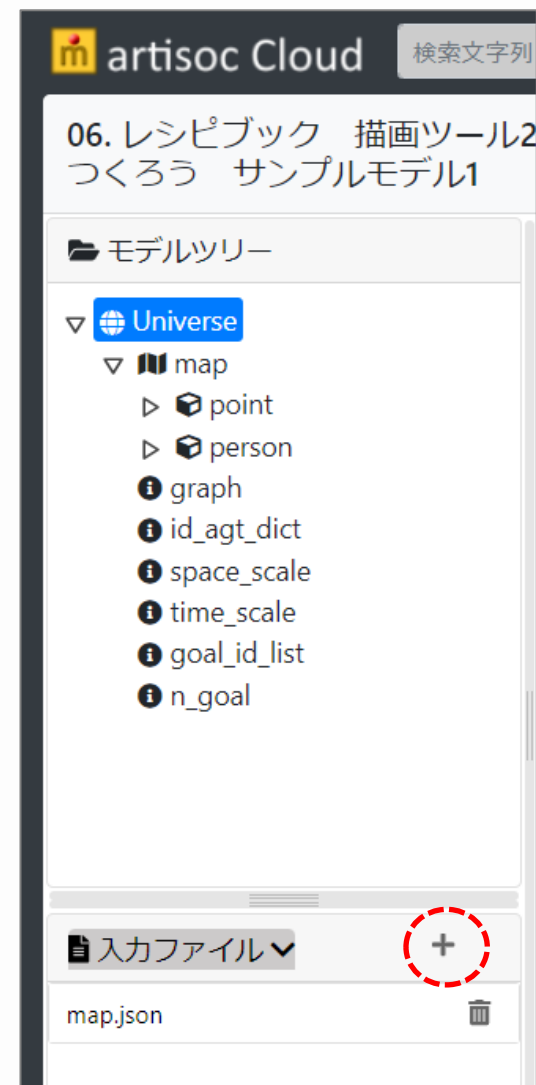 artisoc Cloud
検索文字列
06. レシピブック　描画ツール2
つくろう　サンプルモデル1
モデルツリー
Universe
map
point
person
graph
id_agt_dict
space_scale
time_scale
goal_id_list
n_goal
入力ファイル
map.json